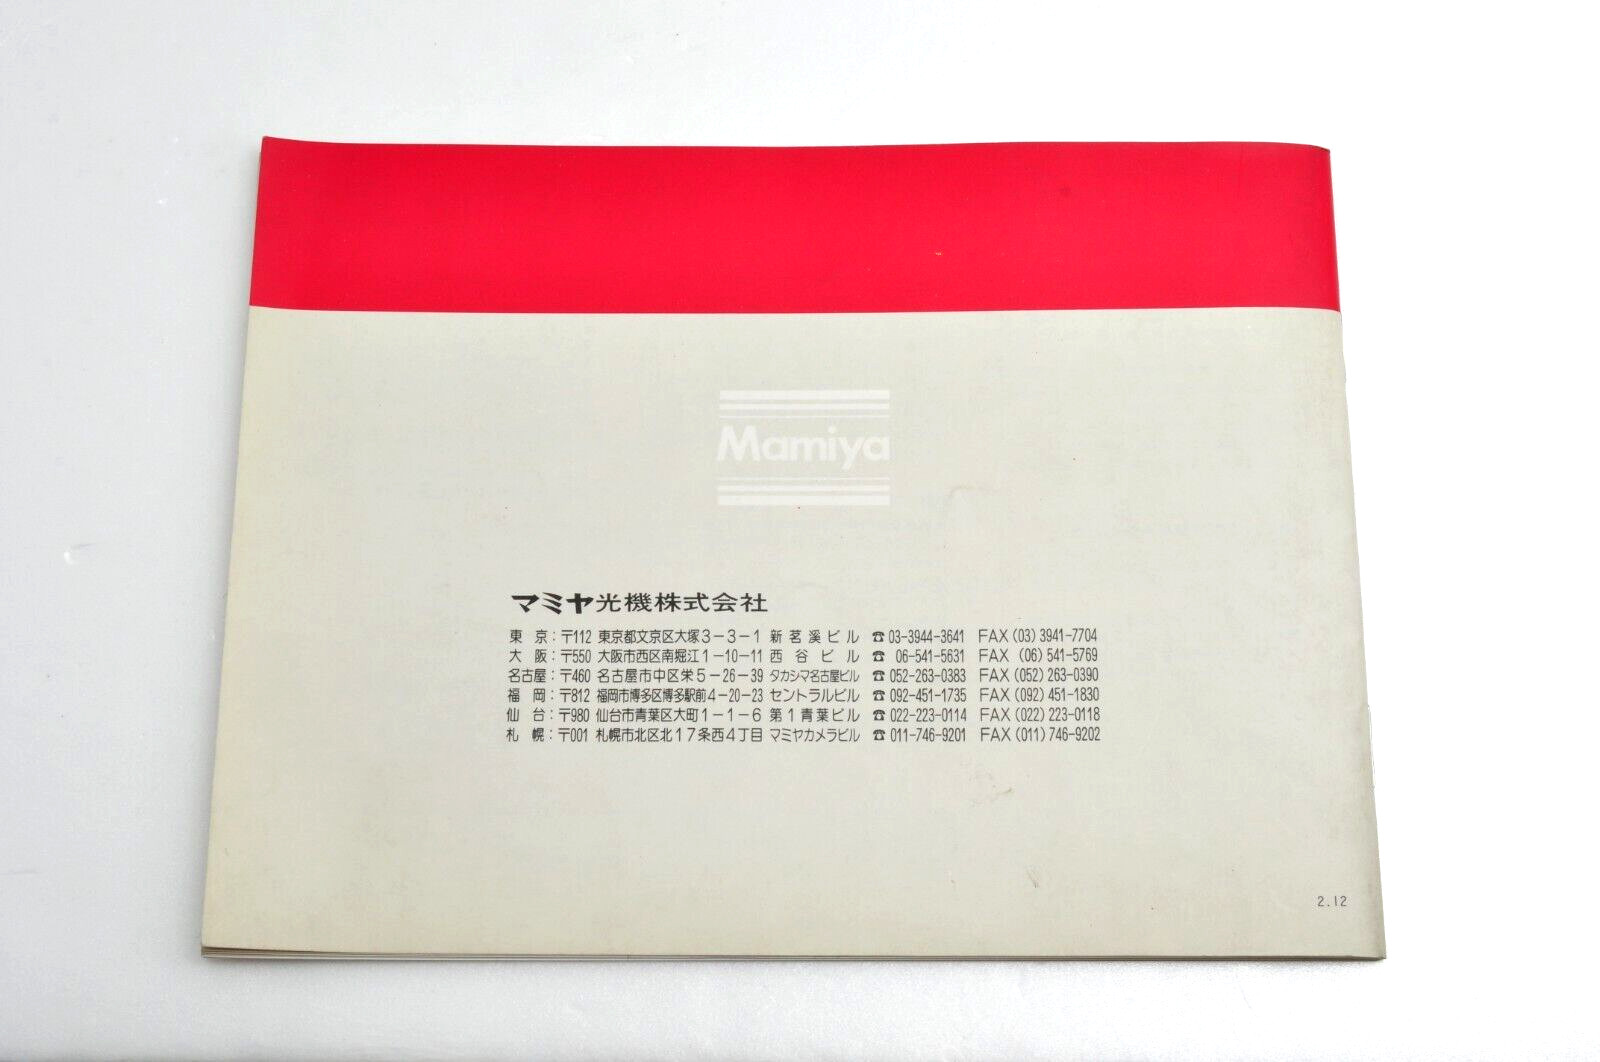 Mamiya
マミヤ光機株式会社
東京：〒112 東京都文京区大塚3－3－1 新茗溪ビル ☎ 03-3944-3641 FAX (03) 3941-7704
大阪：〒550 大阪市西区南堀江1－10－11 西谷ビル ☎ 06-541-5631 FAX (06) 541-5769
名古屋：〒460 名古屋市中区栄5－26－39 タカシマ名古屋ビル ☎ 052-263-0383 FAX (052) 263-0390
福岡：〒812 福岡市博多区博多駅前4－20－23 セントラルビル ☎ 092-451-1735 FAX (092) 451-1830
仙台：〒980 仙台市青葉区大町1－1－6 第1青葉ビル ☎ 022-223-0114 FAX (022) 223-0118
札幌：〒001 札幌市北区北17条西4丁目 マミヤカメラビル ☎ 011-746-9201 FAX (011) 746-9202
2.12